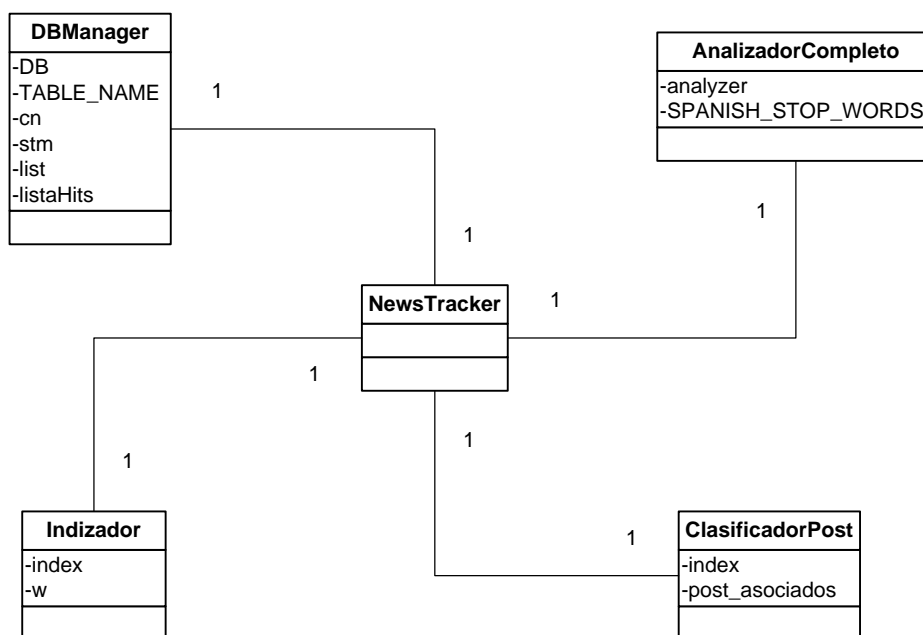 DBManager
-DB
-TABLE_NAME
-cn
-stm
-list
-listaHits
1
1
AnalizadorCompleto
-analyzer
-SPANISH_STOP_WORDS
1
1
NewsTracker
1
1
1
1
Indizador
-index
-w
ClasificadorPost
-index
-post_asociados